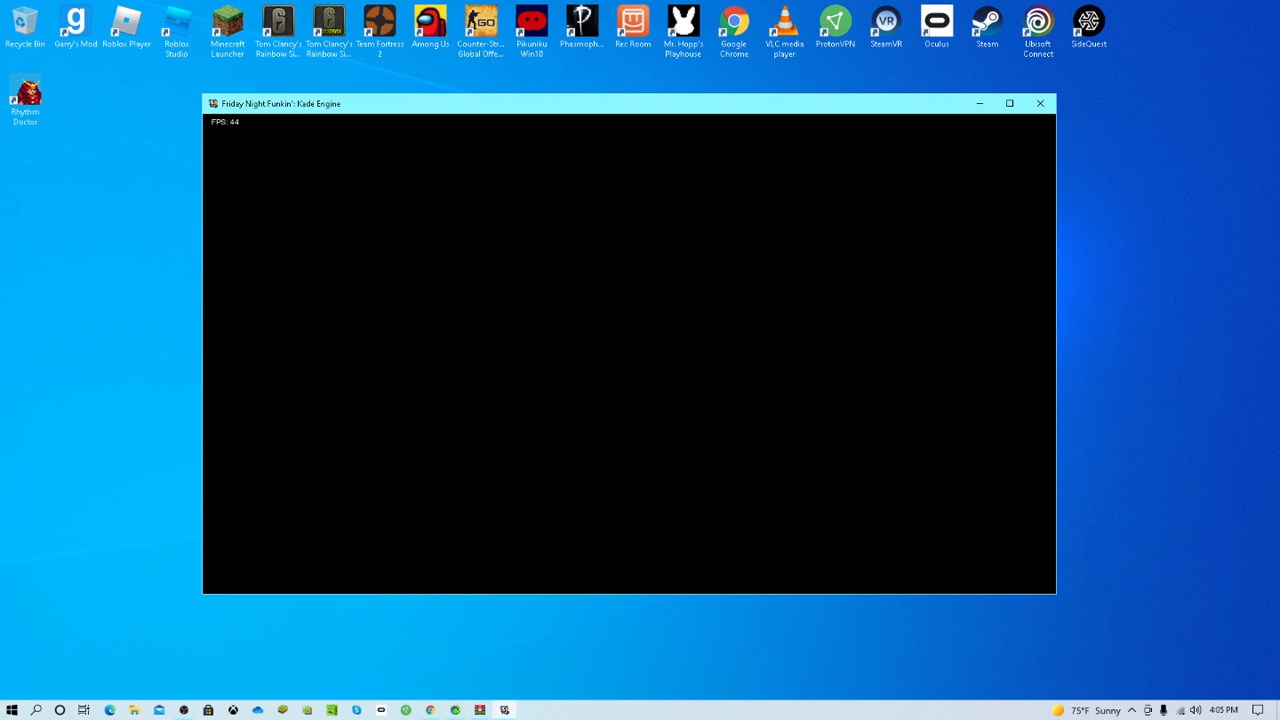 Recycle Bin
Garry's Mod
Roblox Player
Roblox
Studio
Minecraft
Launcher
Tom Clancy's
Rainbow Si...
Tom Clancy's
Rainbow Si...
Team Fortress
2
Among Us
Counter-Str...
Global Offe...
Pikuniku
Win10
Phasmoph...
Rec Room
Mr. Hopp's
Playhouse
Google
Chrome
VLC media
player
ProtonVPN
SteamVR
Oculus
Steam
Ubisoft
Connect
SideQuest
Rhythm
Doctor
Friday Night Funkin': Kade Engine
FPS: 44
75°F Sunny
4:05 PM